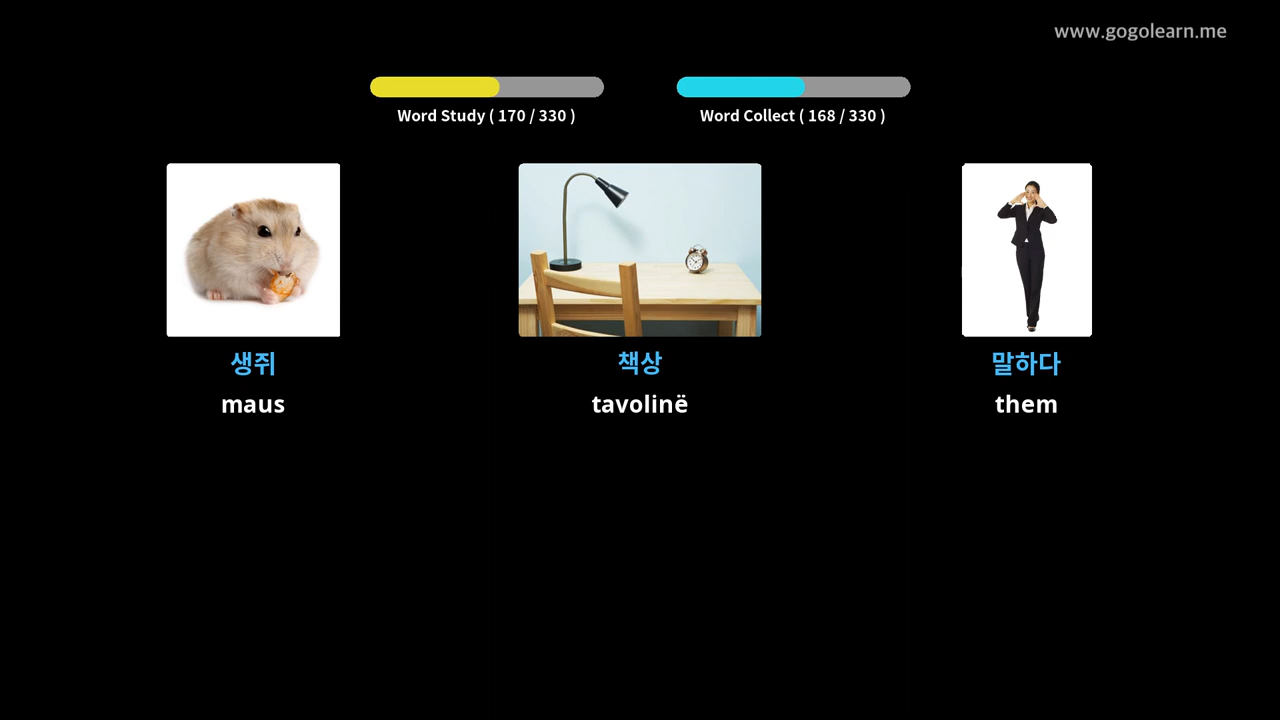 www.gogolearn.me
Word Study ( 170 / 330 )
Word Collect ( 168 / 330 )
생쥐
책상
말하다
maus
tavolinë
them